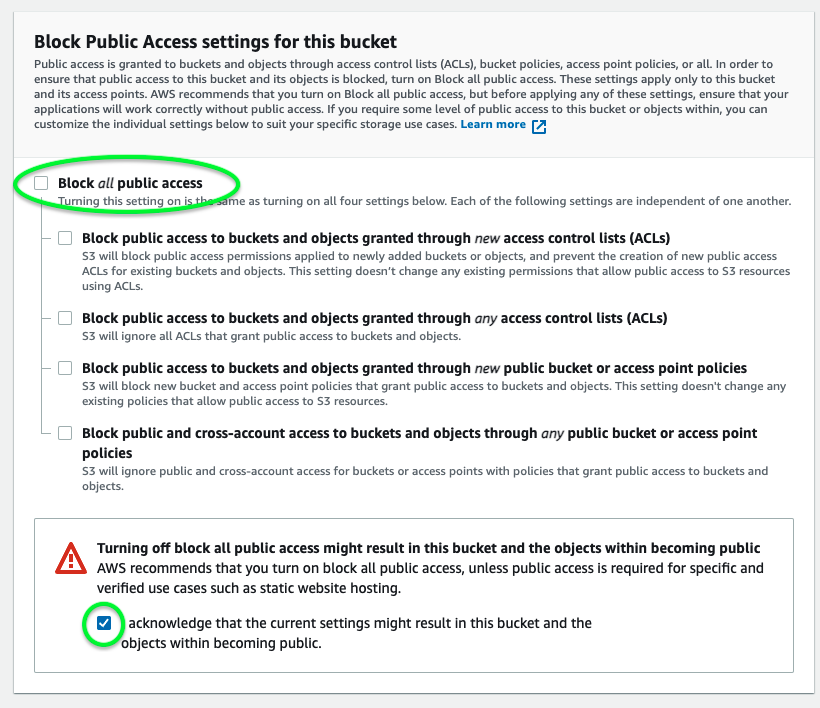 Block Public Access settings for this bucket
Public access is granted to buckets and objects through access control lists (ACLs), bucket policies, access point policies, or all. In order to
ensure that public access to this bucket and its objects is blocked, turn on Block all public access. These settings apply only to this bucket
and its access points. AWS recommends that you turn on Block all public access, but before applying any of these settings, ensure that your
applications will work correctly without public access. If you require some level of public access to this bucket or objects within, you can
customize the individual settings below to suit your specific storage use cases. Learn more
Block all public access
Turning this setting on is the same as turning on all four settings below. Each of the following settings are independent of one another.
Block public access to buckets and objects granted through new access control lists (ACLs)
S3 will block public access permissions applied to newly added buckets or objects, and prevent the creation of new public access
ACLs for existing buckets and objects. This setting doesn't change any existing permissions that allow public access to S3 resources
using ACLs.
Block public access to buckets and objects granted through any access control lists (ACLs)
S3 will ignore all ACLs that grant public access to buckets and objects.
Block public access to buckets and objects granted through new public bucket or access point policies
S3 will block new bucket and access point policies that grant public access to buckets and objects. This setting doesn't change any
existing policies that allow public access to S3 resources.
Block public and cross-account access to buckets and objects through any public bucket or access point
policies
S3 will ignore public and cross-account access for buckets or access points with policies that grant public access to buckets and
objects.
Turning off block all public access might result in this bucket and the objects within becoming public
AWS recommends that you turn on block all public access, unless public access is required for specific and
verified use cases such as static website hosting.
acknowledge that the current settings might result in this bucket and the
objects within becoming public.